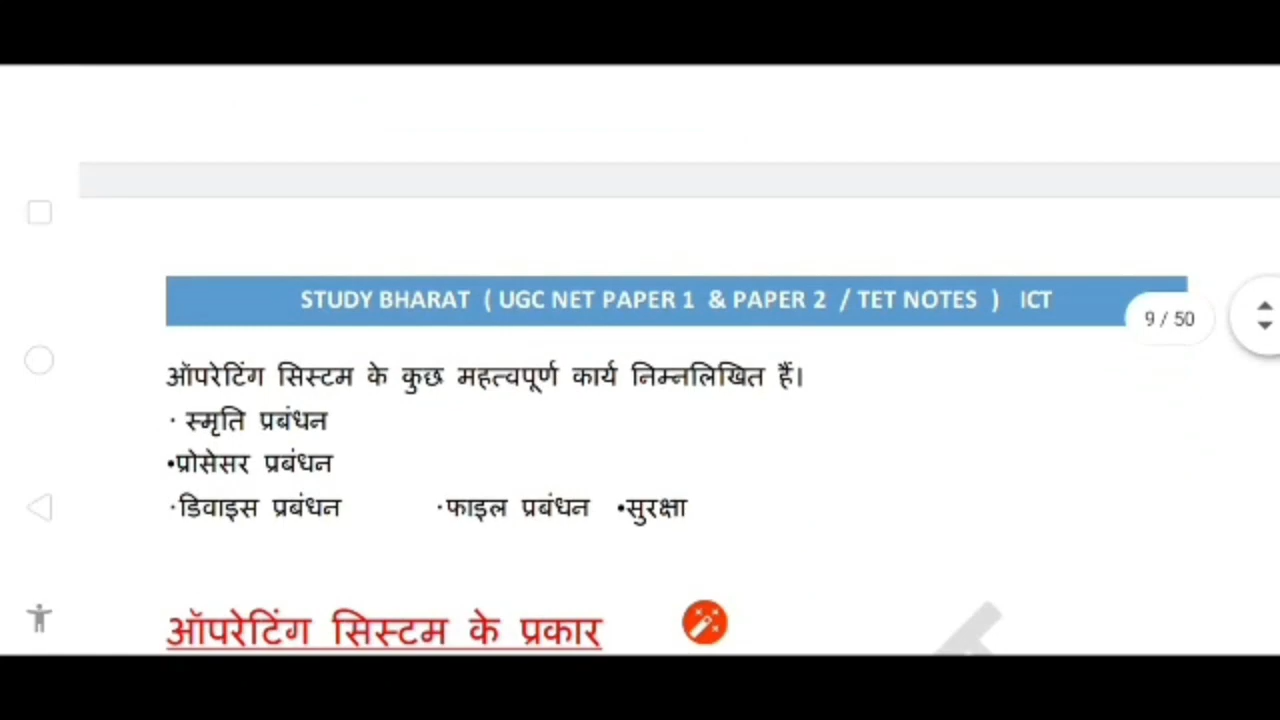 STUDY BHARAT ( UGC NET PAPER 1 & PAPER 2 / TET NOTES ) ICT
9 / 50
ऑपरेटिंग सिस्टम के कुछ महत्वपूर्ण कार्य निम्नलिखित हैं।
· स्मृति प्रबंधन
•प्रोसेसर प्रबंधन
·डिवाइस प्रबंधन ·फाइल प्रबंधन •सुरक्षा
ऑपरेटिंग सिस्टम के प्रकार